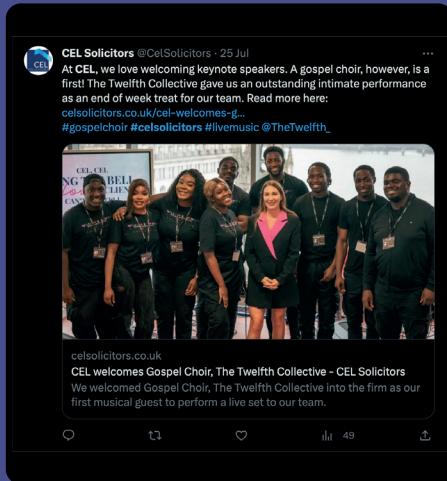 CEL
CEL Solicitors @CelSolicitors · 25 Jul
At CEL, we love welcoming keynote speakers. A gospel choir, however, is a
first! The Twelfth Collective gave us an outstanding intimate performance
as an end of week treat for our team. Read more here:
celsolicitors.co.uk/cel-welcomes-g...
#gospelchoir #celsolicitors #livemusic @TheTwelfth_
CEL, CEL
celsolicitors.co.uk
CEL welcomes Gospel Choir, The Twelfth Collective - CEL Solicitors
We welcomed Gospel Choir, The Twelfth Collective into the firm as our
first musical guest to perform a live set to our team.
49